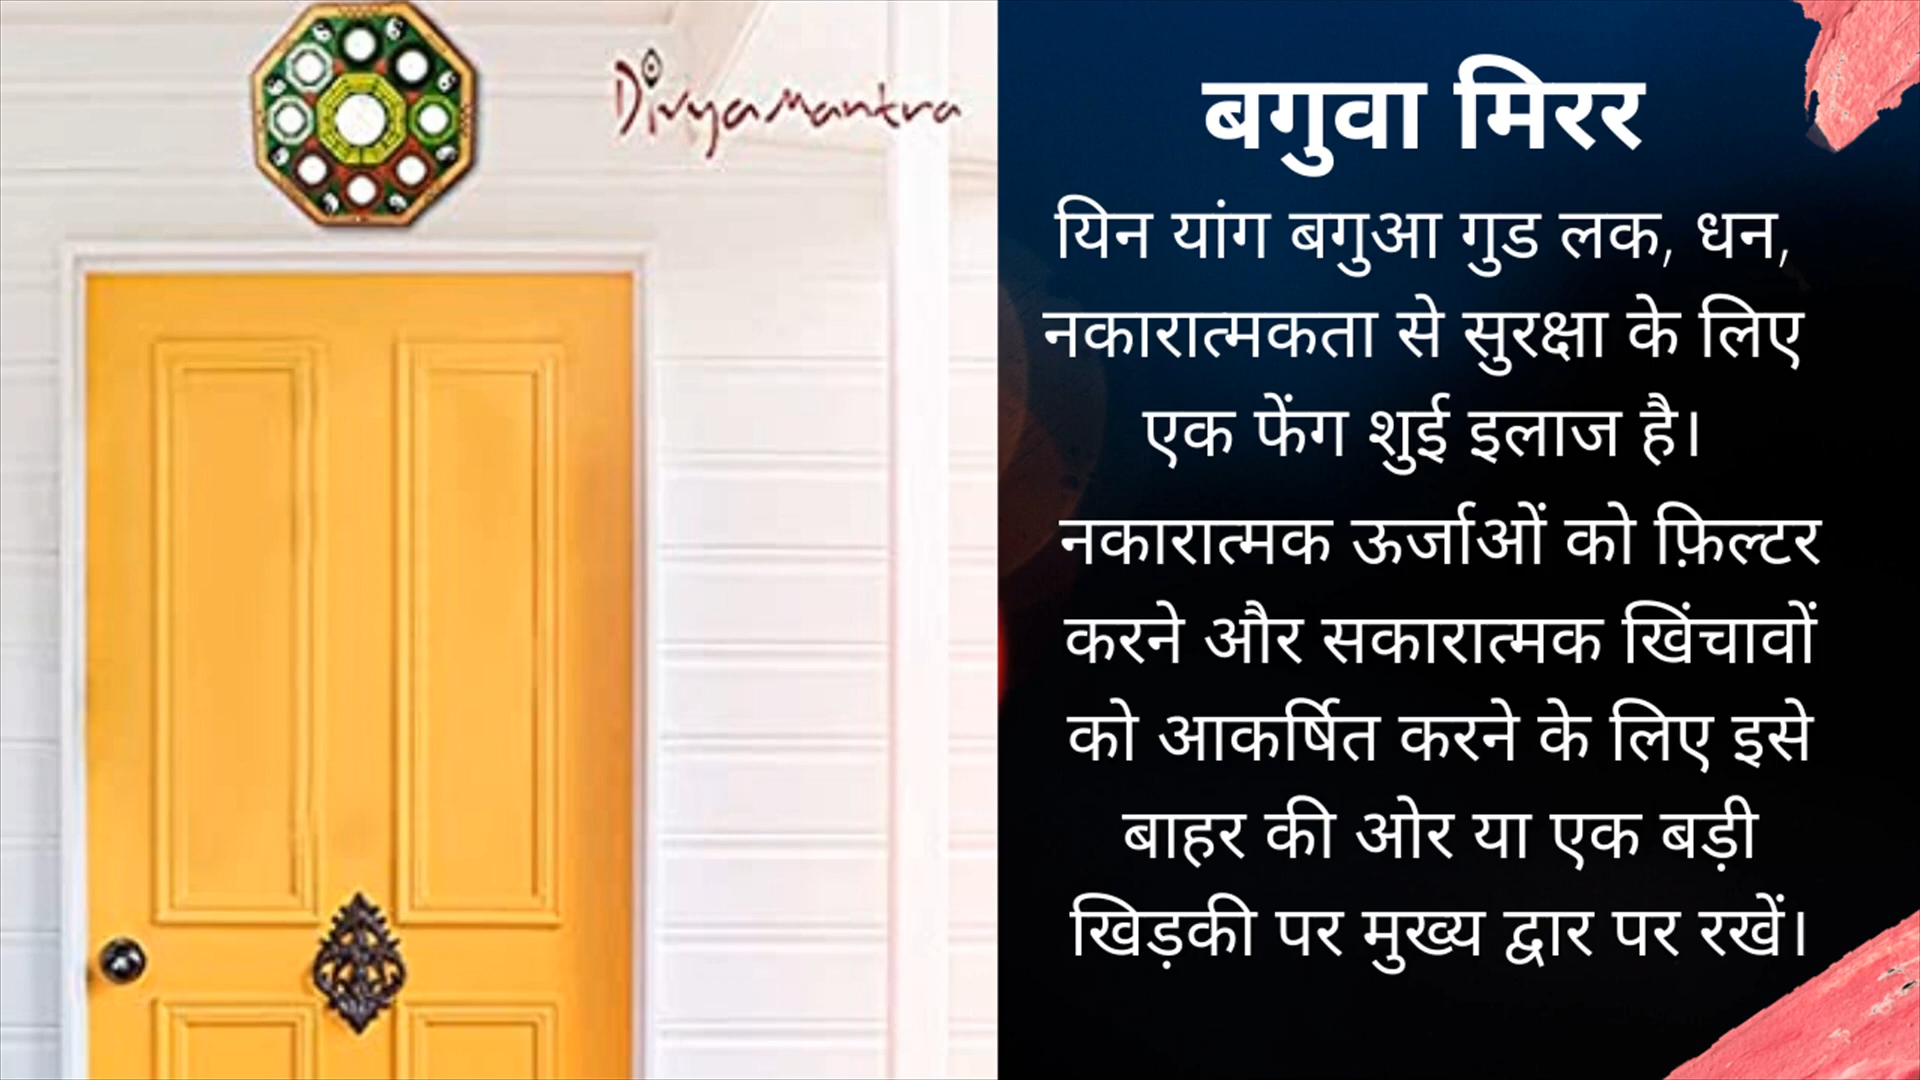 Divya Mantra
बगुवा मिरर
यिन यांग बगुआ गुड लक, धन,
नकारात्मकता से सुरक्षा के लिए
एक फेंग शुई इलाज है।
नकारात्मक ऊर्जाओं को फ़िल्टर
करने और सकारात्मक खिंचावों
को आकर्षित करने के लिए इसे
बाहर की ओर या एक बड़ी
खिड़की पर मुख्य द्वार पर रखें।